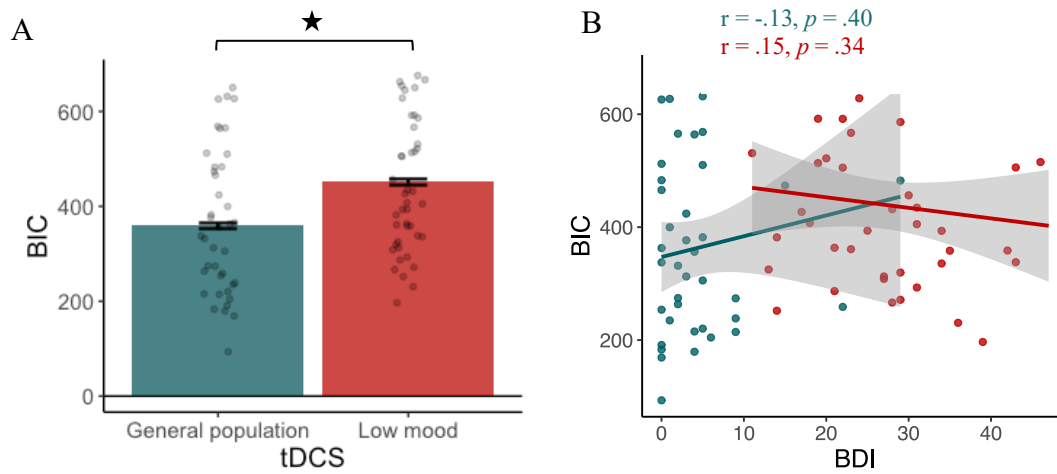 A
★
BIC
600
400
200
0
General population
Low mood
tDCS
B
r = -.13, p = .40
r = .15, p = .34
BIC
600
400
200
0
10
20
30
40
BDI